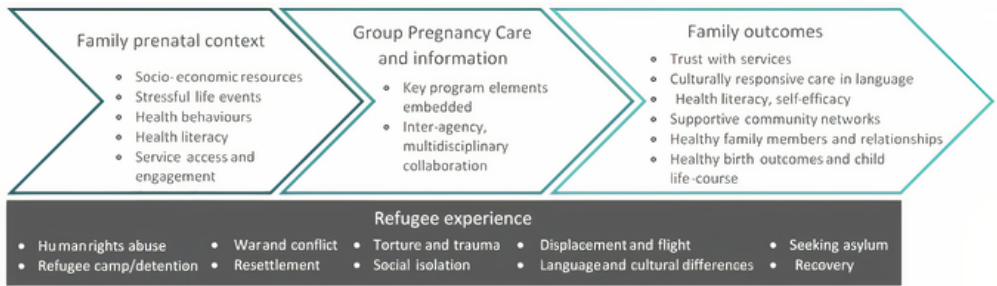 Family prenatal context
• Socio-economic resources
• Stressful life events
• Health behaviours
• Health literacy
• Service access and
engagement
Group Pregnancy Care
and information
• Key program elements
embedded
• Inter-agency,
multidisciplinary
collaboration
Family outcomes
• Trust with services
• Culturally responsive care in language
• Health literacy, self-efficacy
• Supportive community networks
• Healthy family members and relationships
• Healthy birth outcomes and child
life-course
Refugee experience
• Human rights abuse
• Refugee camp/detention
• War and conflict
• Resettlement
• Torture and trauma
• Social isolation
• Displacement and flight
• Language and cultural differences
• Seeking asylum
• Recovery